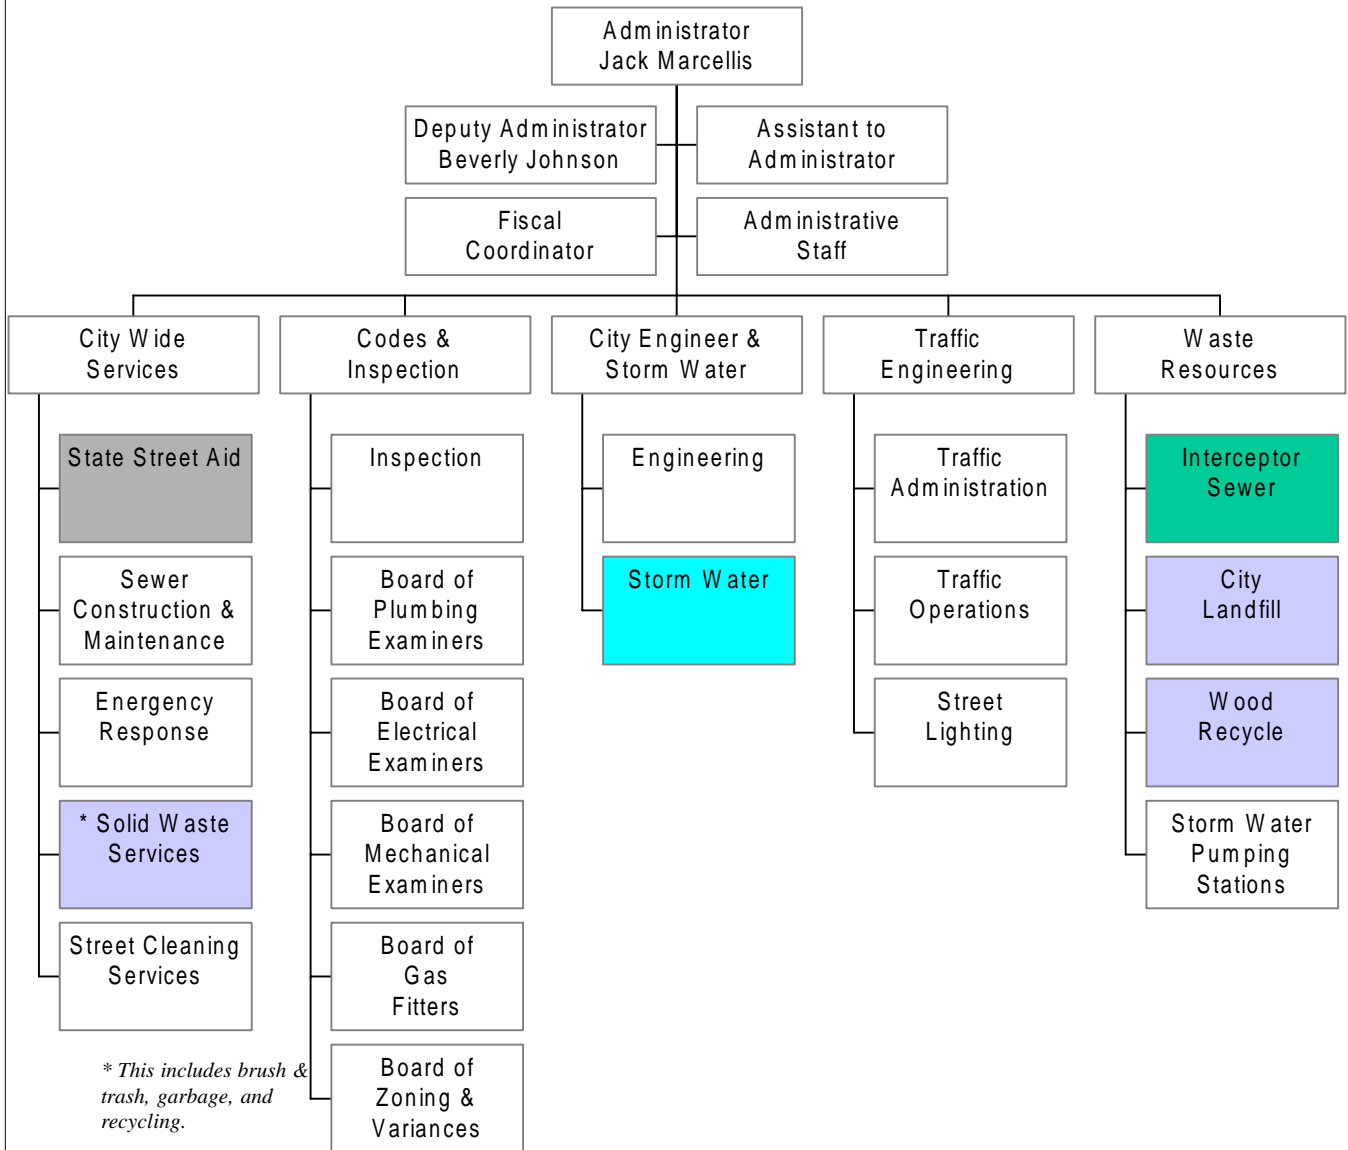 Administrator
Jack Marcellis
Deputy Administrator
Beverly Johnson
Assistant to
Administrator
Fiscal
Coordinator
Administrative
Staff
City Wide
Services
Codes &
Inspection
City Engineer &
Storm Water
Traffic
Engineering
Waste
Resources
State Street Aid
Sewer
Construction &
Maintenance
Energency
Response
* Solid Waste
Services
Street Cleaning
Services
* This includes brush &
trash, garbage, and
recycling.
Inspection
Board of
Plumbing
Examiners
Board of
Electrical
Examiners
Board of
Mechanical
Examiners
Board of
Gas
Fitters
Board of
Zoning &
Variances
Engineering
Storm Water
Traffic
Administration
Traffic
Operations
Street
Lighting
Interceptor
Sewer
City
Landfill
Wood
Recycle
Storm Water
Pumping
Stations